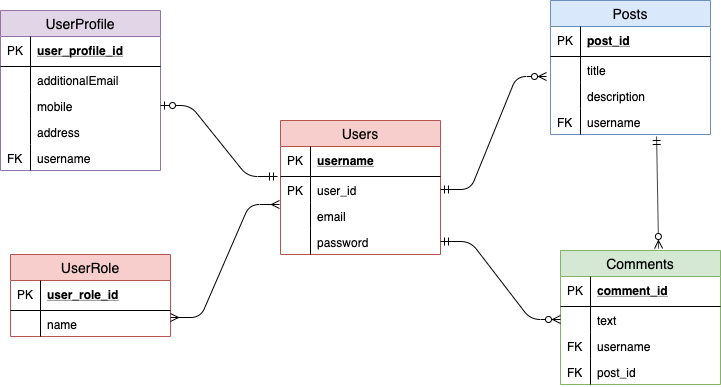 UserProfile
PK user_profile_id
additionalEmail
mobile
address
FK username
Posts
PK post_id
title
description
FK username
Users
PK username
PK user_id
email
password
UserRole
PK user_role_id
name
Comments
PK comment_id
text
FK username
FK post_id